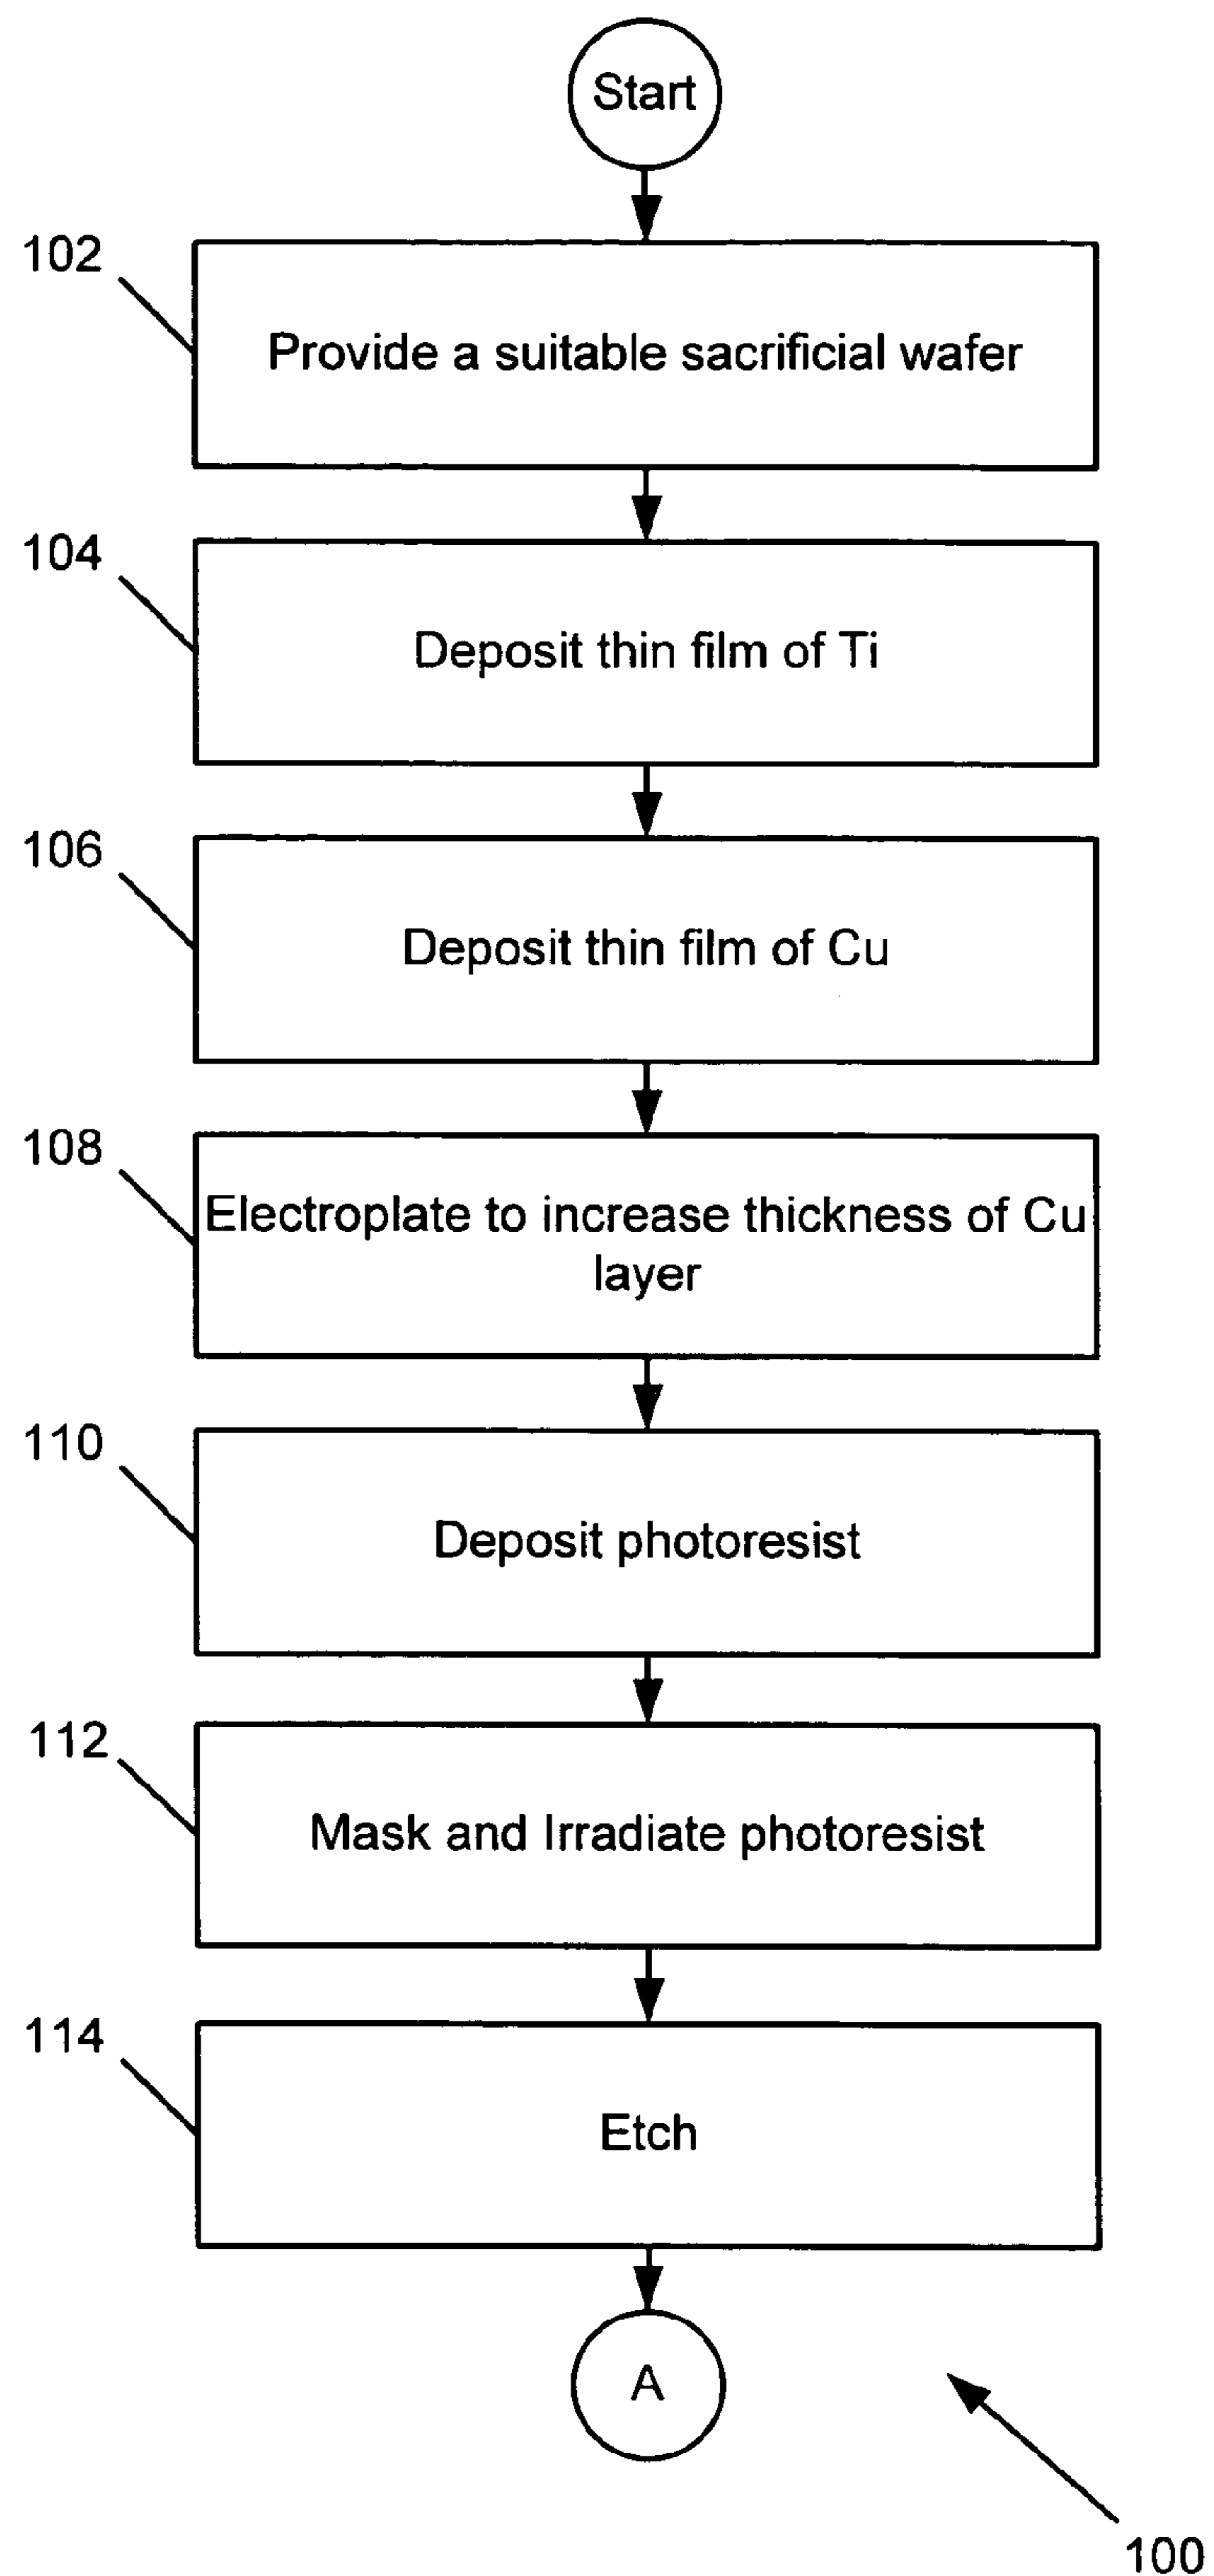 Start
102
Provide a suitable sacrificial wafer
104
Deposit thin film of Ti
106
Deposit thin film of Cu
108
Electroplate to increase thickness of Cu
layer
110
Deposit photoresist
112
Mask and Irradiate photoresist
114
Etch
A
100